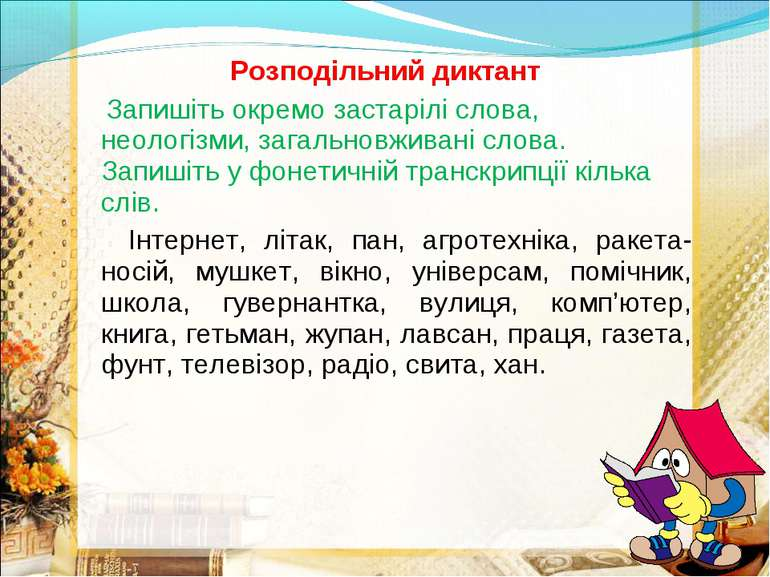 Розподільний диктант
Запишіть окремо застарілі слова,
неологізми, загальновживані слова.
Запишіть у фонетичній транскрипції кілька
слів.
Інтернет, літак, пан, агротехніка, ракета-
носій, мушкет, вікно, універсам, помічник,
школа, гувернантка, вулиця, комп’ютер,
книга, гетьман, жупан, лавсан, праця, газета,
фунт, телевізор, радіо, свита, хан.